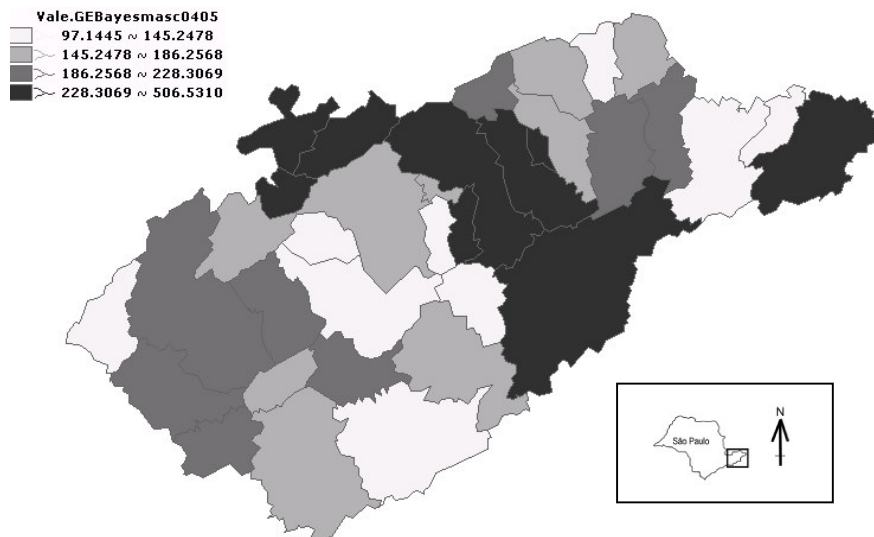 Vale.GEBayesmasc0405
97.1445 ~ 145.2478
145.2478 ~ 186.2568
186.2568 ~ 228.3069
228.3069 ~ 506.5310
N
São Paulo